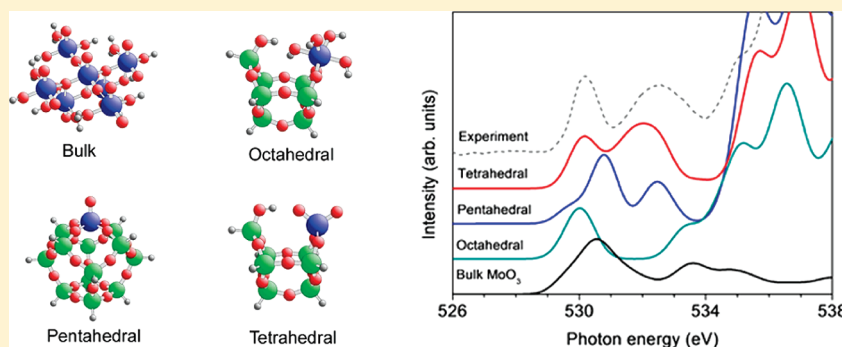 Bulk
Octahedral
Pentahedral
Tetrahedral
Intensity (arb. units)
Experiment
Tetrahedral
Pentahedral
Octahedral
Bulk MoO₃
526
530
534
538
Photon energy (eV)